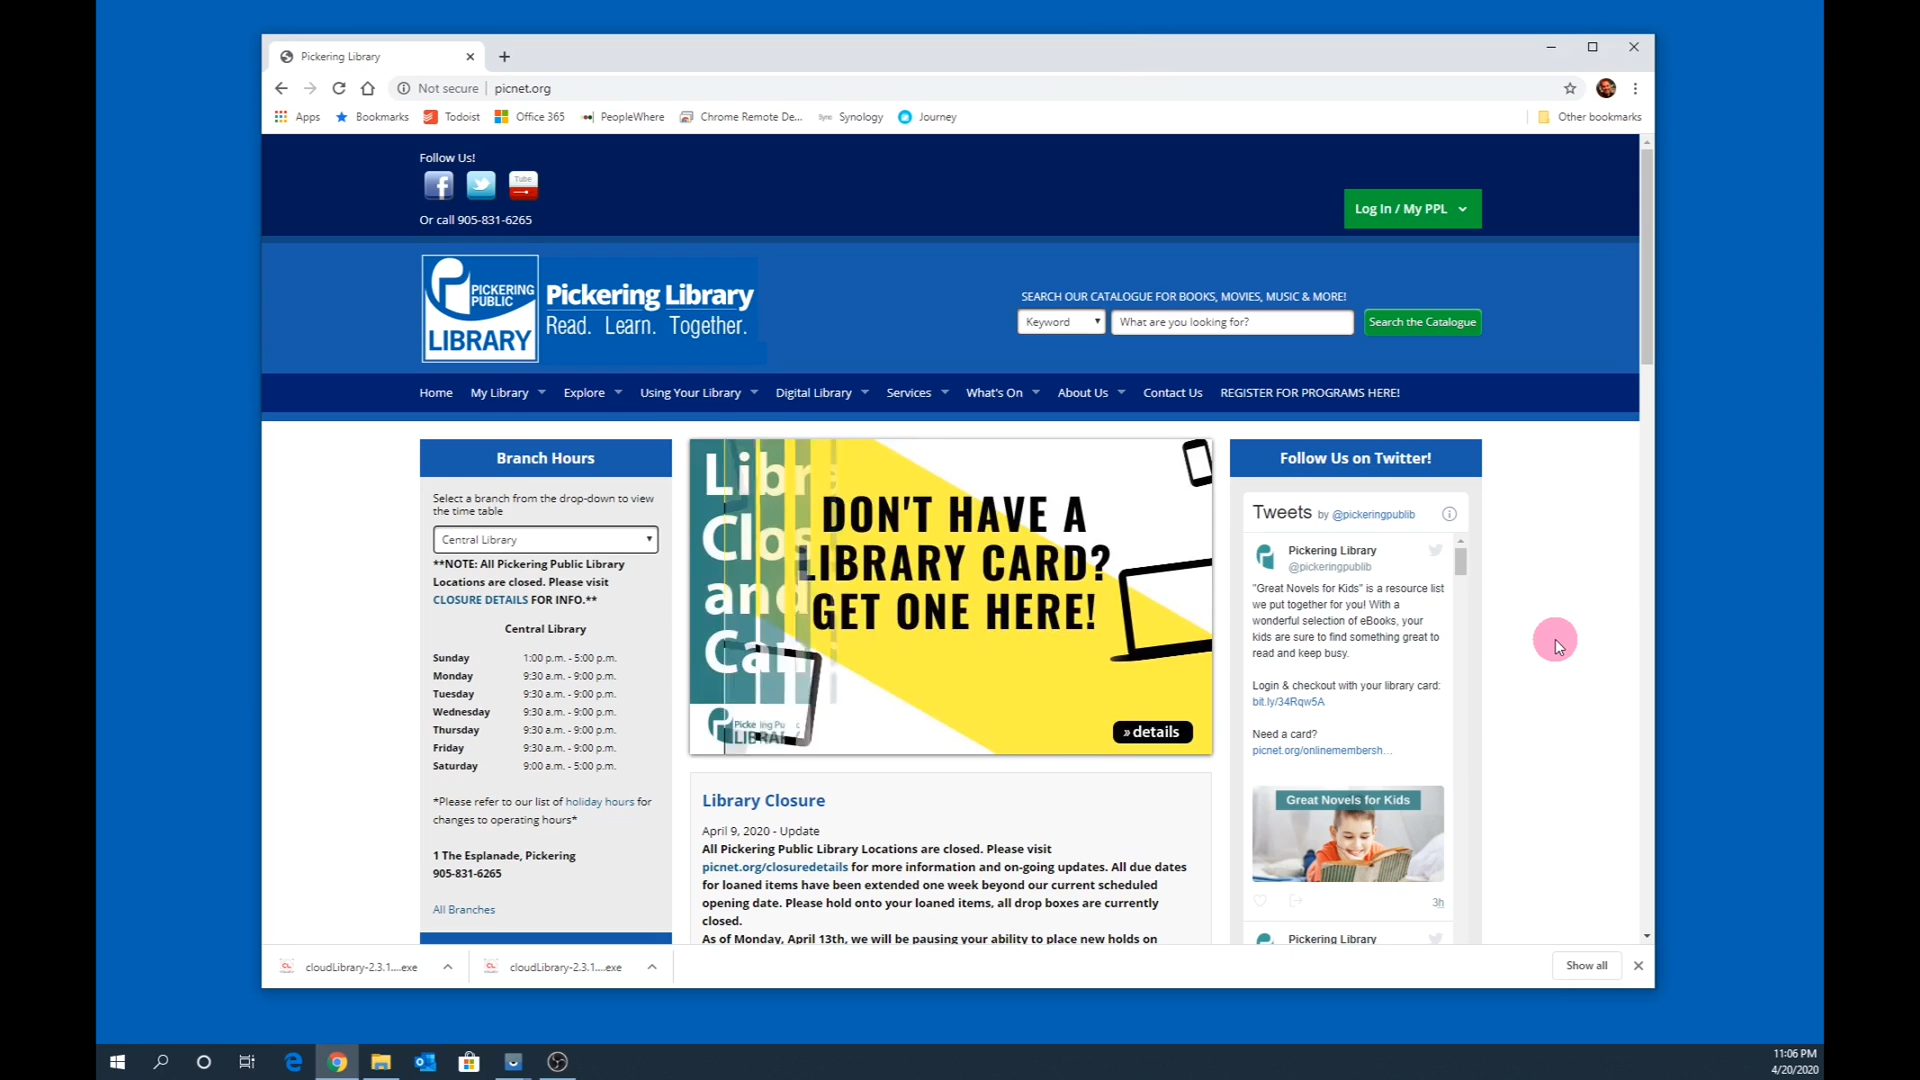 Pickering Library
Not secure
picnet.org
Apps
Bookmarks
Todoist
Office 365
PeopleWhere
Chrome Remote De...
Sync
Synology
Journey
Other bookmarks
Follow Us!
Tube
Or call 905-831-6265
Log In / My PPL
PICKERING
PUBLIC
LIBRARY
Pickering Library
Read. Learn. Together.
SEARCH OUR CATALOGUE FOR BOOKS, MOVIES, MUSIC & MORE!
Keyword
What are you looking for?
Search the Catalogue
Home
My Library
Explore
Using Your Library
Digital Library
Services
What's On
About Us
Contact Us
REGISTER FOR PROGRAMS HERE!
Branch Hours
Select a branch from the drop-down to view
the time table
Central Library
**NOTE: All Pickering Public Library
Locations are closed. Please visit
CLOSURE DETAILS FOR INFO.**
Central Library
Sunday 1:00 p.m. - 5:00 p.m.
Monday 9:30 a.m. - 9:00 p.m.
Tuesday 9:30 a.m. - 9:00 p.m.
Wednesday 9:30 a.m. - 9:00 p.m.
Thursday 9:30 a.m. - 9:00 p.m.
Friday 9:30 a.m. - 9:00 p.m.
Saturday 9:00 a.m. - 5:00 p.m.
*Please refer to our list of holiday hours for
changes to operating hours*
1 The Esplanade, Pickering
905-831-6265
All Branches
DON'T HAVE A
LIBRARY CARD?
GET ONE HERE!
and
» details
Library Closure
April 9, 2020 - Update
All Pickering Public Library Locations are closed. Please visit
picnet.org/closuredetails for more information and on-going updates. All due dates
for loaned items have been extended one week beyond our current scheduled
opening date. Please hold onto your loaned items, all drop boxes are currently
closed.
As of Monday, April 13th, we will be pausing your ability to place new holds on
Follow Us on Twitter!
Tweets by @pickeringpublib
Pickering Library
@pickeringpublib
"Great Novels for Kids" is a resource list
we put together for you! With a
wonderful selection of eBooks, your
kids are sure to find something great to
read and keep busy.
Login & checkout with your library card:
bit.ly/34Rqw5A
Need a card?
picnet.org/onlinemembersh...
Great Novels for Kids
3h
Pickering Library
cloudLibrary-2.3.1....exe
cloudLibrary-2.3.1....exe
Show all
11:06 PM
4/20/2020